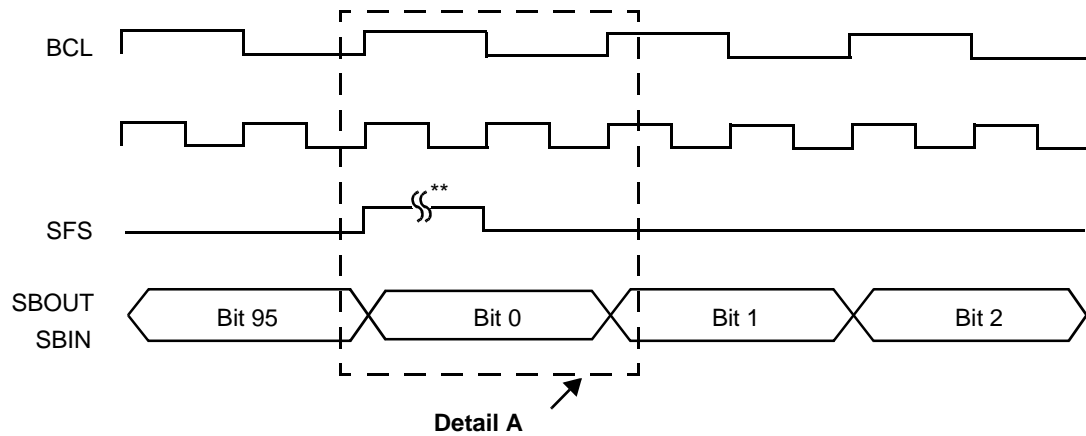 BCL
**
SFS
SBOUT
SBIN
Bit 95
Bit 0
Bit 1
Bit 2
Detail A